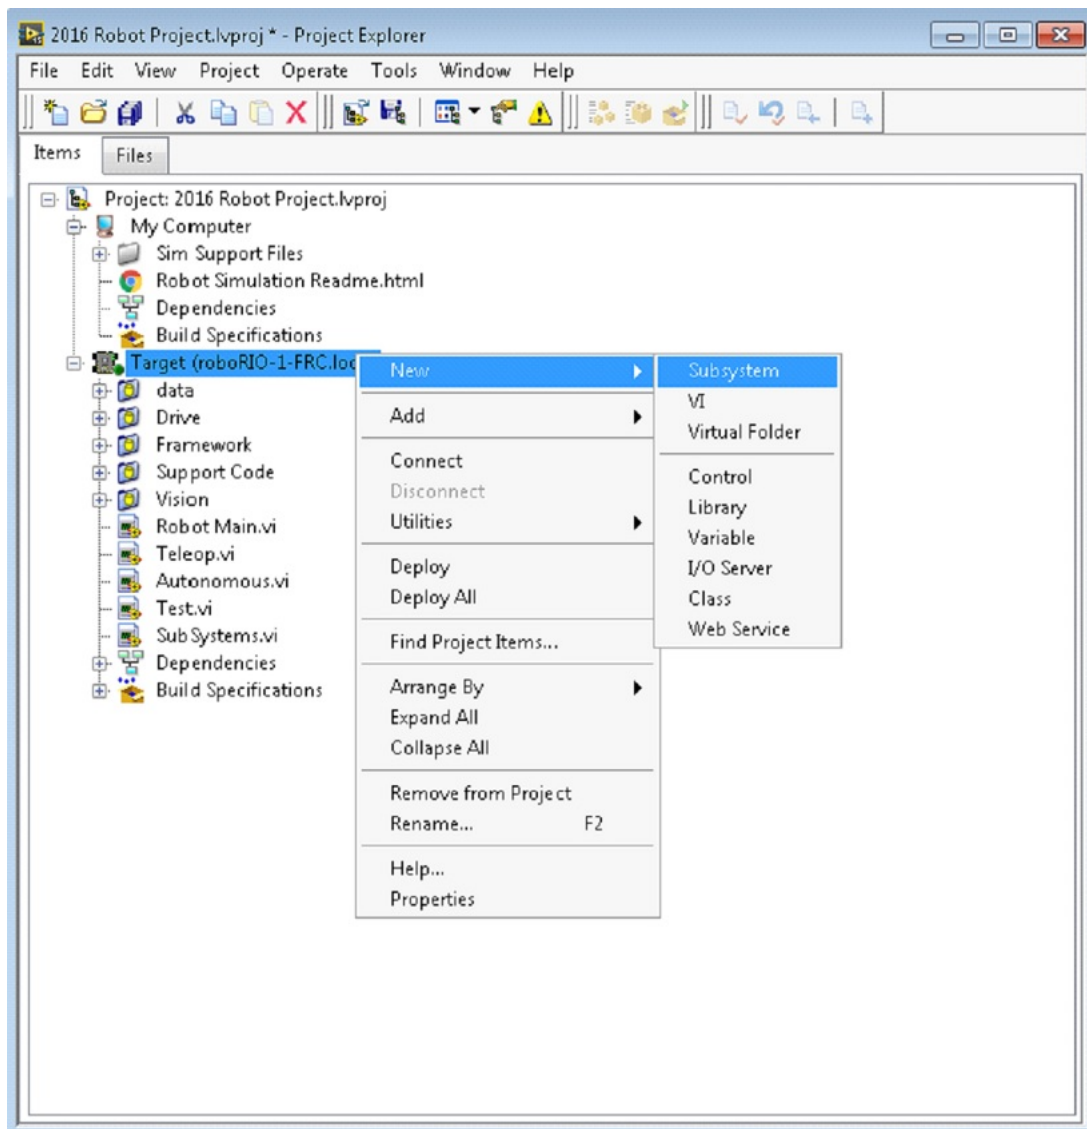 2016 Robot Project.lvproj * - Project Explorer
File Edit View Project Operate Tools Window Help
Items Files
Project: 2016 Robot Project.lvproj
My Computer
Sim Support Files
Robot Simulation Readme.html
Dependencies
Build Specifications
Target (roboRIO-1-FRC.loc
data
Drive
Framework
Support Code
Vision
Robot Main.vi
Teleop.vi
Autonomous.vi
Test.vi
SubSystems.vi
Dependencies
Build Specifications
New
Add
Connect
Disconnect
Utilities
Deploy
Deploy All
Find Project Items...
Arrange By
Expand All
Collapse All
Remove from Project
Rename... F2
Help...
Properties
Subsystem
VI
Virtual Folder
Control
Library
Variable
I/O Server
Class
Web Service